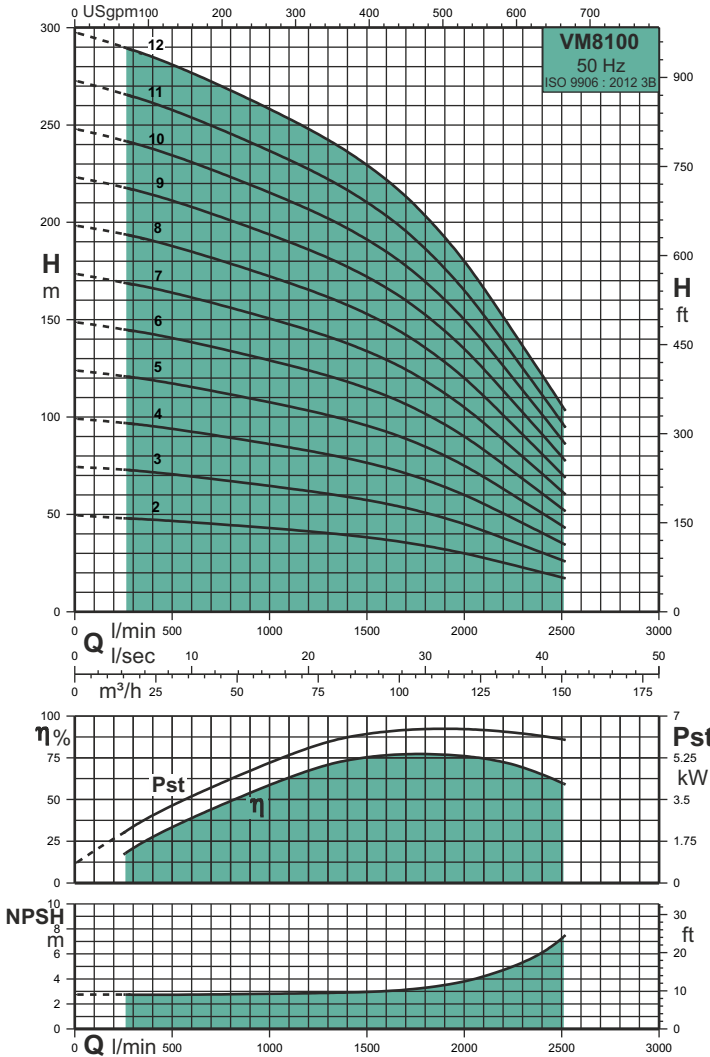 0 USgpm 100 200 300 400 500 600 700
VM8100
50 Hz
ISO 9906 : 2012 3B
300
250
200
H
m
150
100
50
0
12
11
10
9
8
7
6
5
4
3
2
900
750
600
H
ft
450
300
150
0
0 500 1000 1500 2000 2500 3000
Q l/min
0 l/sec 10 20 30 40 50
0 m³/h 25 50 75 100 125 150 175
100
η%
75
50
25
0
Pst
η
7
Pst
5.25
kW
3.5
1.75
0
10
NPSH 8
m
6
4
2
0
30
ft
20
10
0
0 500 1000 1500 2000 2500 3000
Q l/min